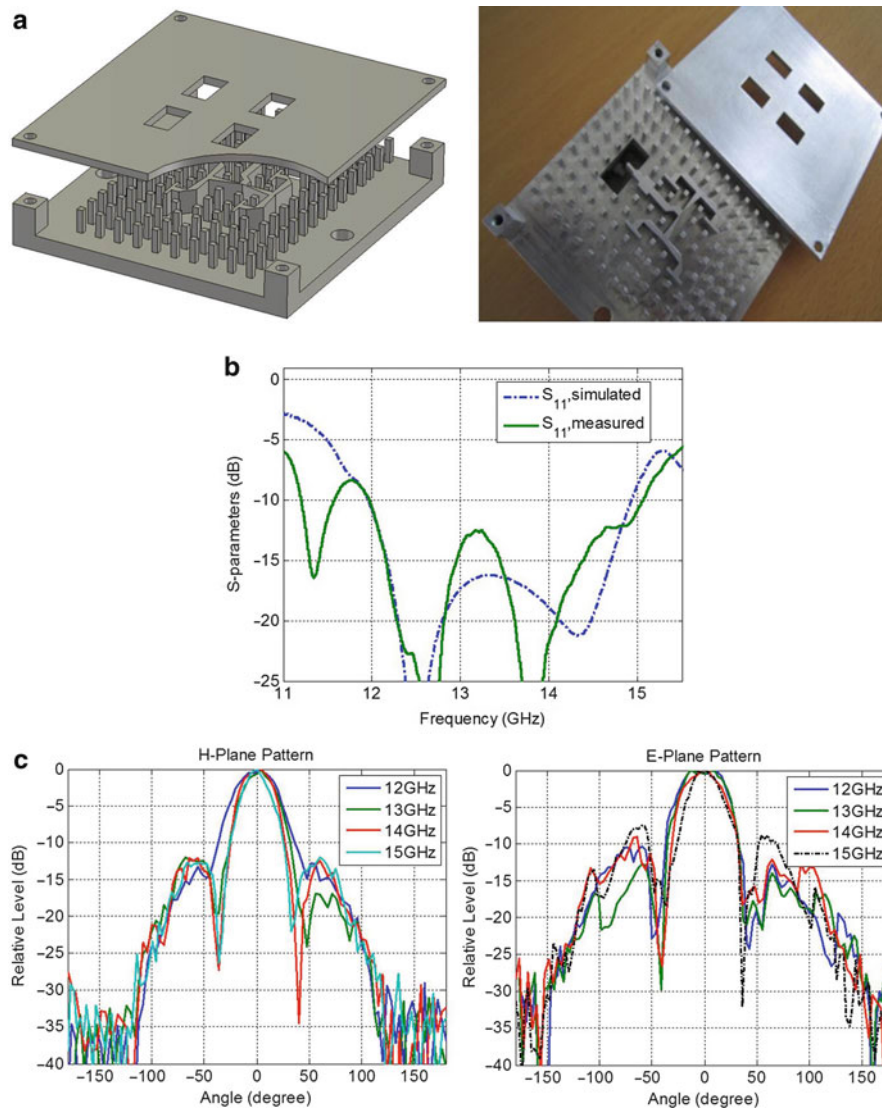 a
b
S-parameters (dB)
0
−5
−10
−15
−20
−25
S11,simulated
S11,measured
11
12
13
14
15
Frequency (GHz)
c
H-Plane Pattern
Relative Level (dB)
0
−5
−10
−15
−20
−25
−30
−35
−40
12GHz
13GHz
14GHz
15GHz
−150
−100
−50
0
50
100
150
Angle (degree)
E-Plane Pattern
Relative Level (dB)
0
−5
−10
−15
−20
−25
−30
−35
−40
12GHz
13GHz
14GHz
15GHz
−150
−100
−50
0
50
100
150
Angle (degree)